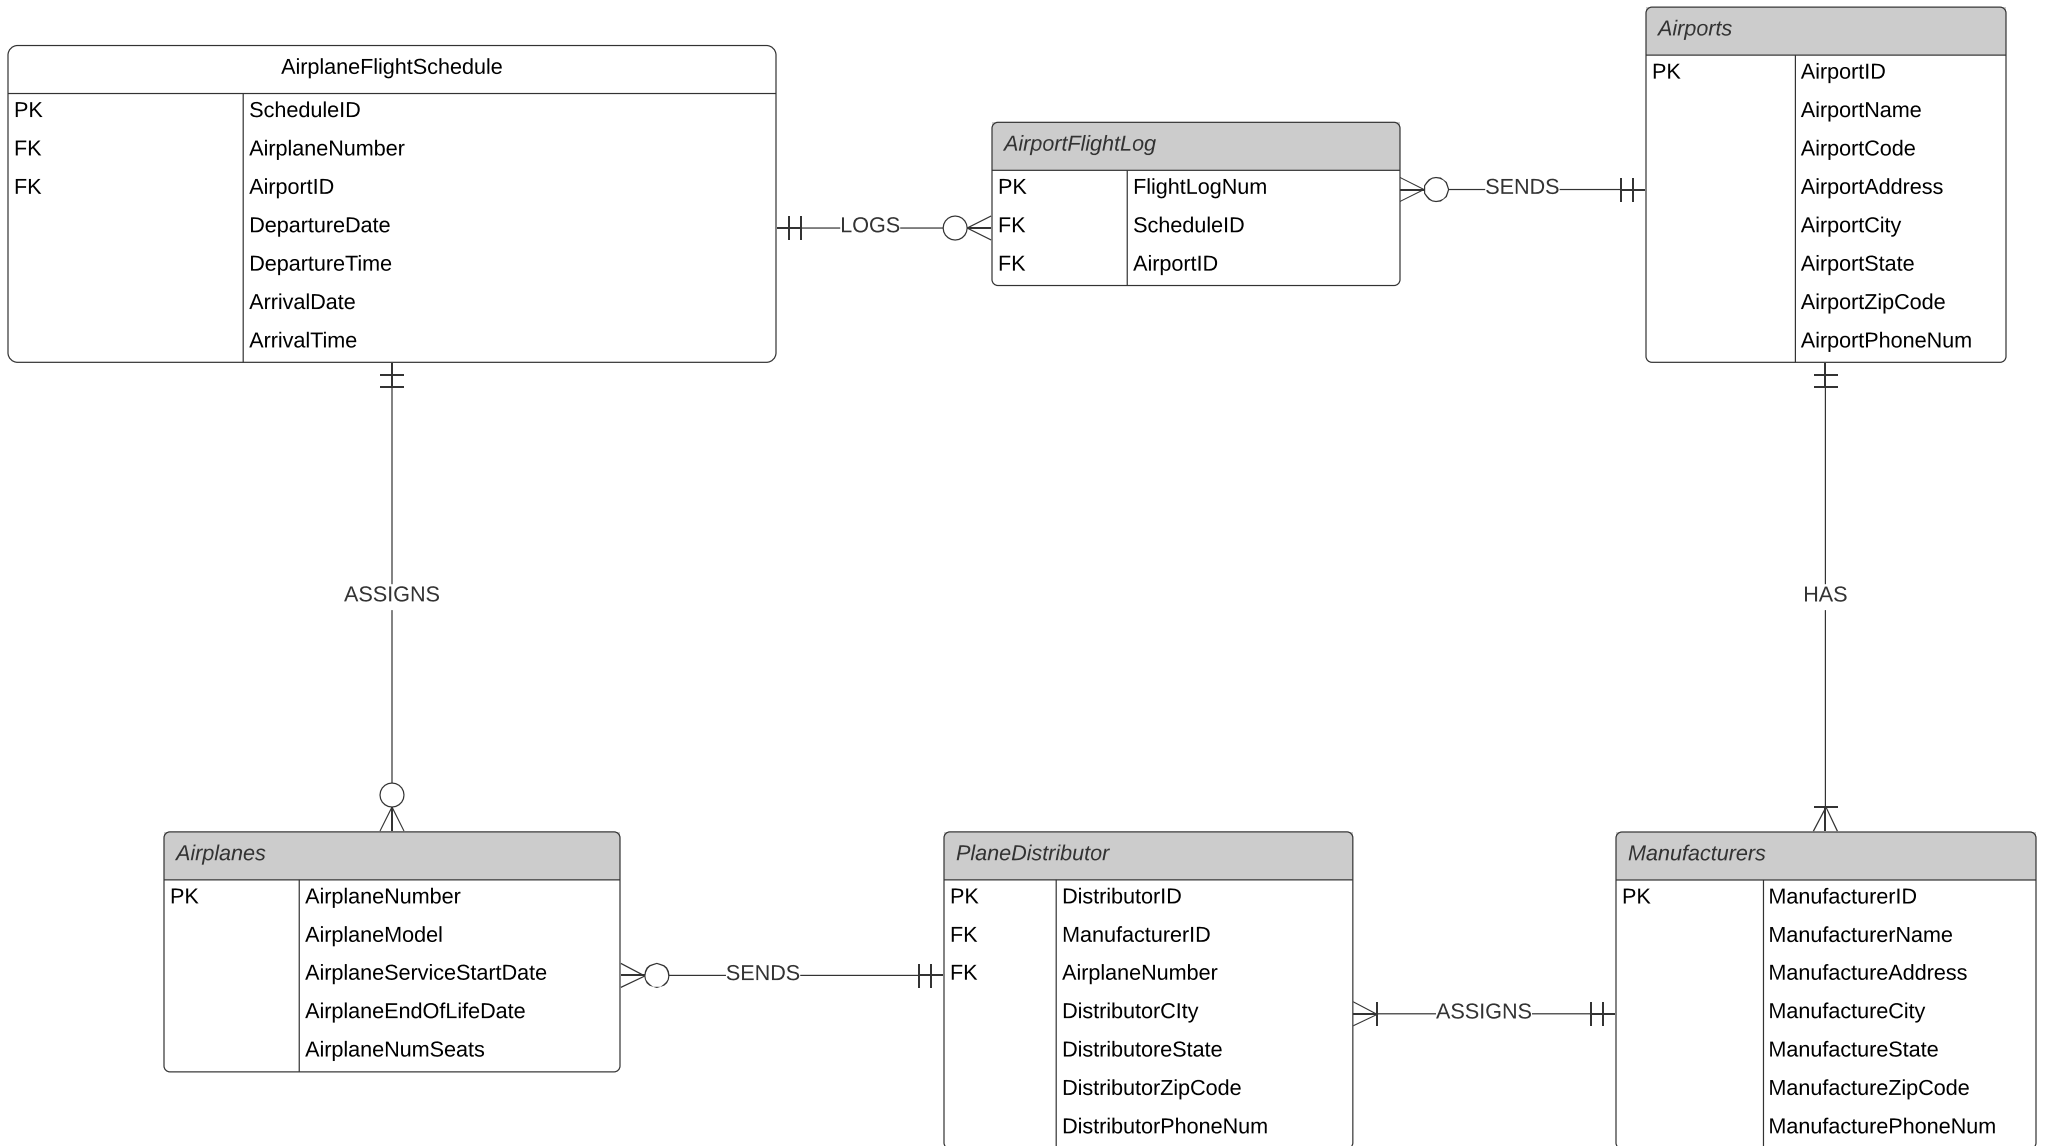 AirplaneFlightSchedule
PK ScheduleID
FK AirplaneNumber
FK AirportID
DepartureDate
DepartureTime
ArrivalDate
ArrivalTime
LOGS
AirportFlightLog
PK FlightLogNum
FK ScheduleID
FK AirportID
SENDS
Airports
PK AirportID
AirportName
AirportCode
AirportAddress
AirportCity
AirportState
AirportZipCode
AirportPhoneNum
ASSIGNS
HAS
Airplanes
PK AirplaneNumber
AirplaneModel
AirplaneServiceStartDate
AirplaneEndOfLifeDate
AirplaneNumSeats
SENDS
PlaneDistributor
PK DistributorID
FK ManufacturerID
FK AirplaneNumber
DistributorCIty
DistributoreState
DistributorZipCode
DistributorPhoneNum
ASSIGNS
Manufacturers
PK ManufacturerID
ManufacturerName
ManufactureAddress
ManufactureCity
ManufactureState
ManufactureZipCode
ManufacturePhoneNum